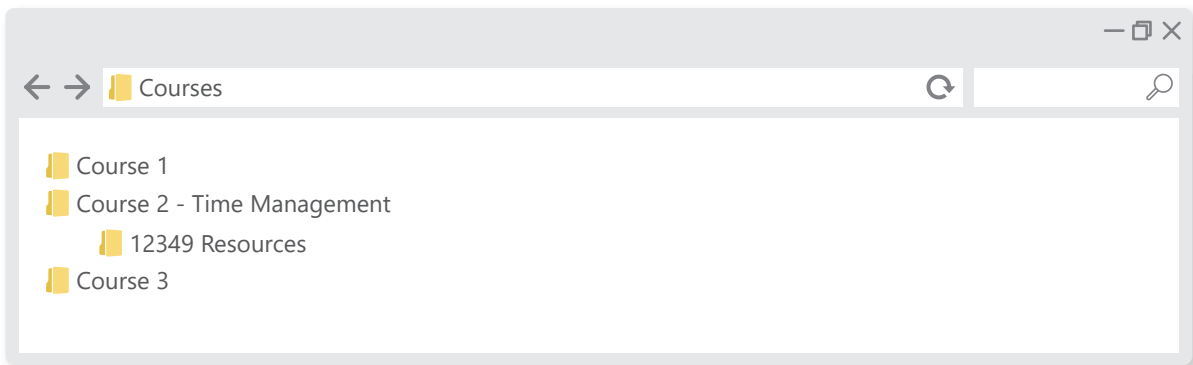 Courses
Course 1
Course 2 - Time Management
12349 Resources
Course 3